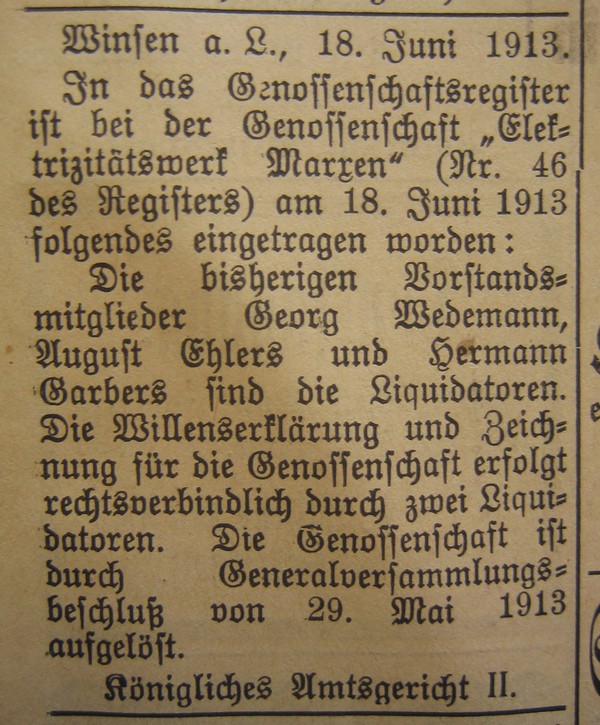 Winsen a. L., 18. Juni 1913.
In das Genossenschaftsregister
ist bei der Genossenschaft „Elek-
trizitätswerk Marxen“ (Nr. 46
des Registers) am 18. Juni 1913
folgendes eingetragen worden:
Die bisherigen Vorstands-
mitglieder Georg Wedemann,
August Ehlers und Hermann
Garbers sind die Liquidatoren.
Die Willenserklärung und Zeich-
nung für die Genossenschaft erfolgt
rechtsverbindlich durch zwei Liqui-
datoren. Die Genossenschaft ist
durch Generalversammlungs-
beschluß von 29. Mai 1913
aufgelöst.
Königliches Amtsgericht II.